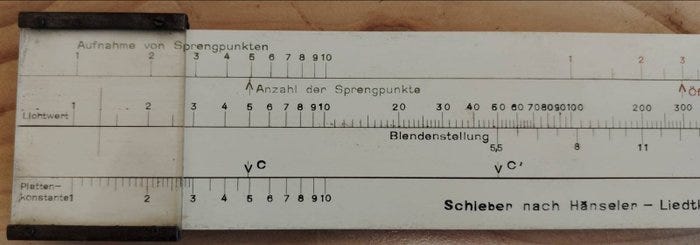 Aufnahme von Sprengpunkten
1 2 3 4 5 6 7 8 9 10 1 2 3
Anzahl der Sprengpunkte Öf
1 2 3 4 5 6 7 8 9 10 20 30 40 50 60 70 80 90 100 200 300
Lichtwert
Blendenstellung
5,5 8 11
C C'
Platten-
konstante 1 2 3 4 5 6 7 8 9 10
Schieber nach Hänseler – Liedtk